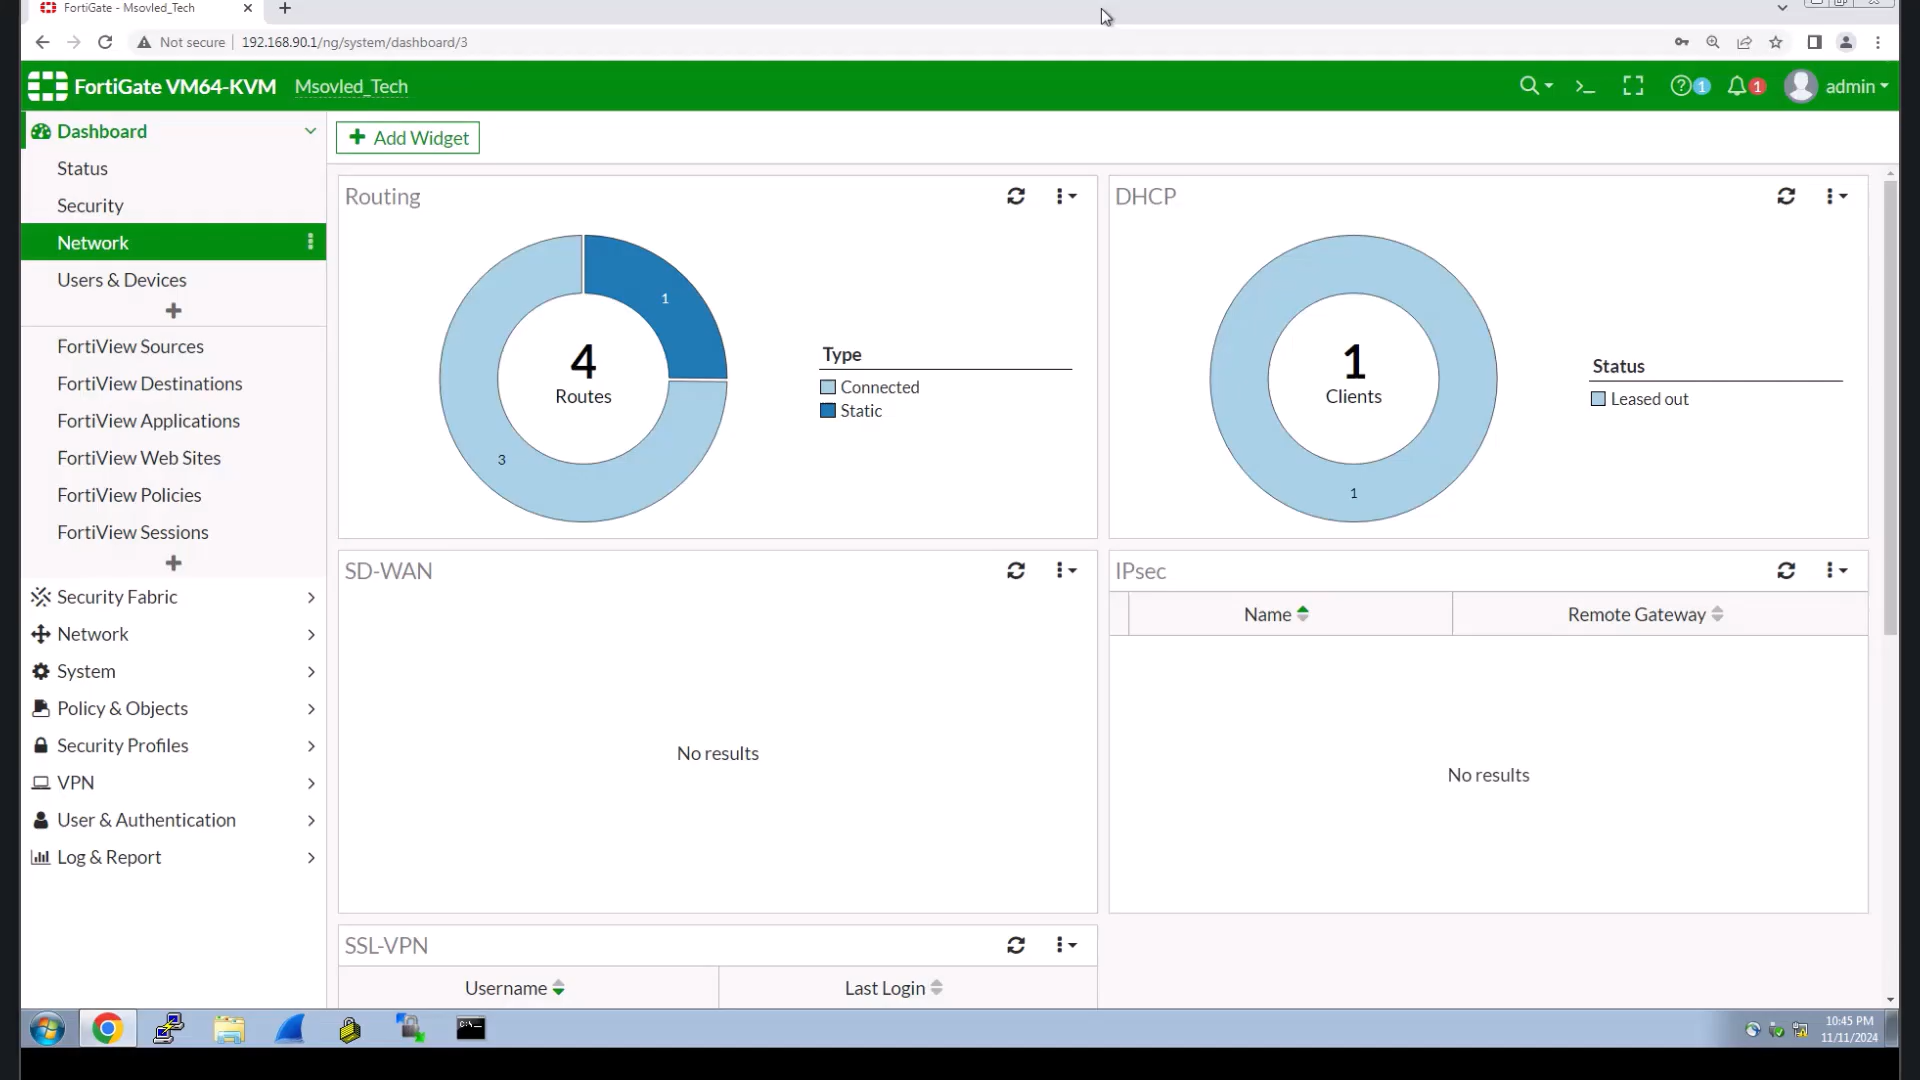 FortiGate - Msovled_Tech
Not secure
192.168.90.1/ng/system/dashboard/3
FortiGate VM64-KVM
Msovled_Tech
1
1
admin
Dashboard
Status
Security
Network
Users & Devices
FortiView Sources
FortiView Destinations
FortiView Applications
FortiView Web Sites
FortiView Policies
FortiView Sessions
Security Fabric
Network
System
Policy & Objects
Security Profiles
VPN
User & Authentication
Log & Report
Add Widget
Routing
1
4
Routes
3
Type
Connected
Static
DHCP
1
Clients
1
Status
Leased out
SD-WAN
No results
IPsec
Name
Remote Gateway
No results
SSL-VPN
Username
Last Login
10:45 PM
11/11/2024